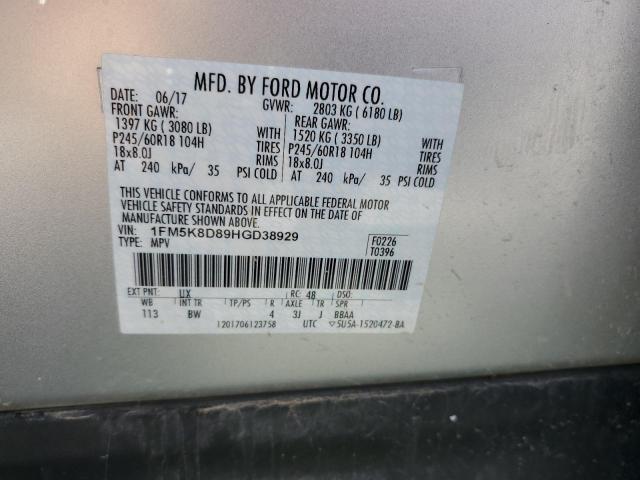 MFD. BY FORD MOTOR CO.
DATE: 06/17 GVWR: 2803 KG ( 6180 LB)
FRONT GAWR: REAR GAWR:
1397 KG ( 3080 LB) WITH 1520 KG ( 3350 LB) WITH
P245/60R18 104H TIRES P245/60R18 104H TIRES
18x8.0J RIMS 18x8.0J RIMS
AT 240 kPa/ 35 PSI COLD AT 240 kPa/ 35 PSI COLD
THIS VEHICLE CONFORMS TO ALL APPLICABLE FEDERAL MOTOR
VEHICLE SAFETY STANDARDS IN EFFECT ON THE DATE OF
MANUFACTURE SHOWN ABOVE.
VIN: 1FM5K8D89HGD38929 F0226
TYPE: MPV T0396
EXT PNT: UX RC: 48 DSO:
WB INT TR TP/PS R AXLE TR SPR
113 BW 4 3J J BBAA
1201706123758 UTC ▽5U5A-1520472-BA